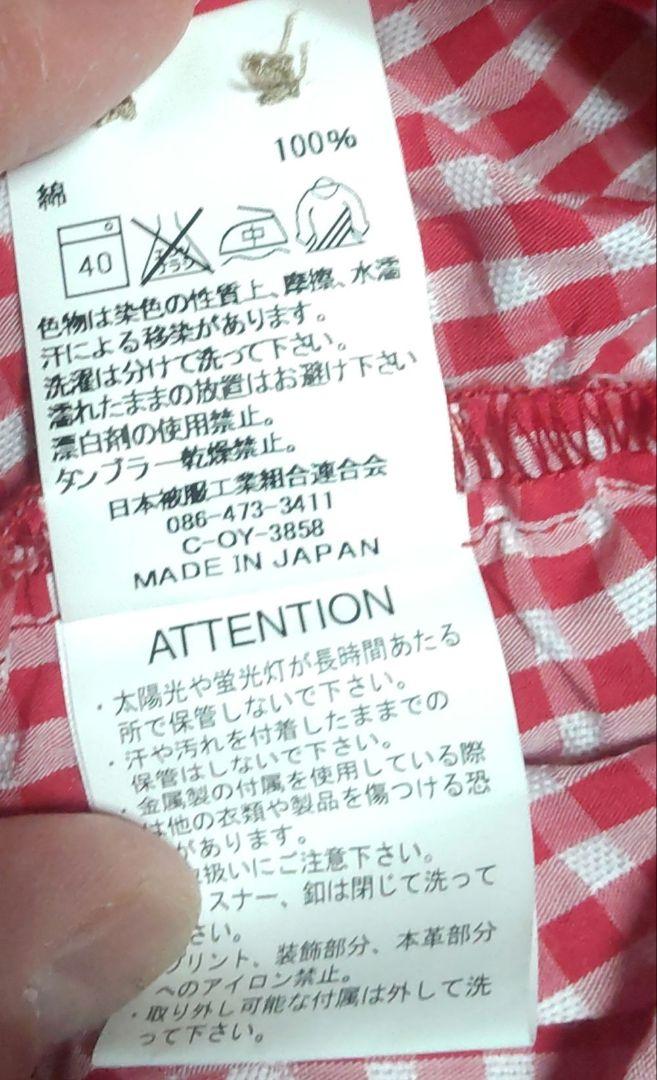 100%
綿
40
エンソ
サラシ
中
色物は染色の性質上、摩擦、水濡
汗による移染があります。
洗濯は分けて洗って下さい。
濡れたままの放置はお避け下さい
漂白剤の使用禁止。
タンブラー乾燥禁止。
日本被服工業組合連合会
086-473-3411
C-OY-3858
MADE IN JAPAN
ATTENTION
・太陽光や蛍光灯が長時間あたる
所で保管しないで下さい。
・汗や汚れを付着したままでの
保管はしないで下さい。
・金属製の付属を使用している際
は他の衣類や製品を傷つける恐
があります。
扱いにご注意下さい。
スナー、釦は閉じて洗って
さい。
プリント、装飾部分、本革部分
へのアイロン禁止。
・取り外し可能な付属は外して洗
って下さい。